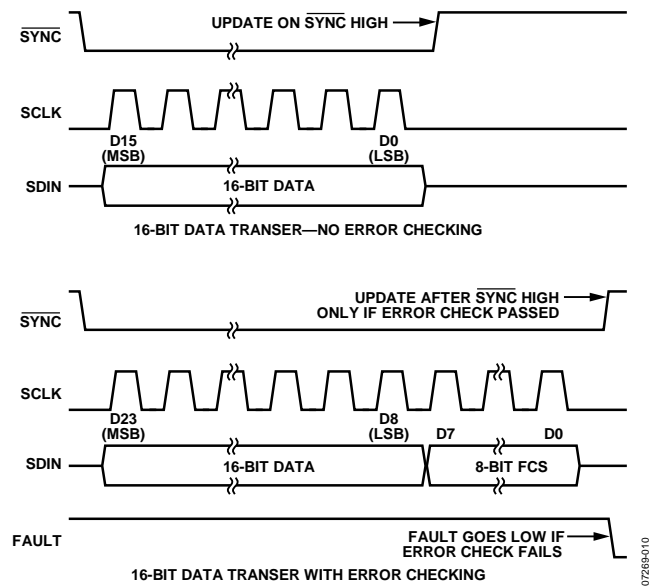 UPDATE ON SYNC HIGH
SYNC
SCLK
D15
(MSB)
D0
(LSB)
SDIN
16-BIT DATA
16-BIT DATA TRANSER—NO ERROR CHECKING
UPDATE AFTER SYNC HIGH
ONLY IF ERROR CHECK PASSED
SYNC
SCLK
D23
(MSB)
D8
(LSB)
D7
D0
SDIN
16-BIT DATA
8-BIT FCS
FAULT
FAULT GOES LOW IF
ERROR CHECK FAILS
16-BIT DATA TRANSER WITH ERROR CHECKING
07269-010